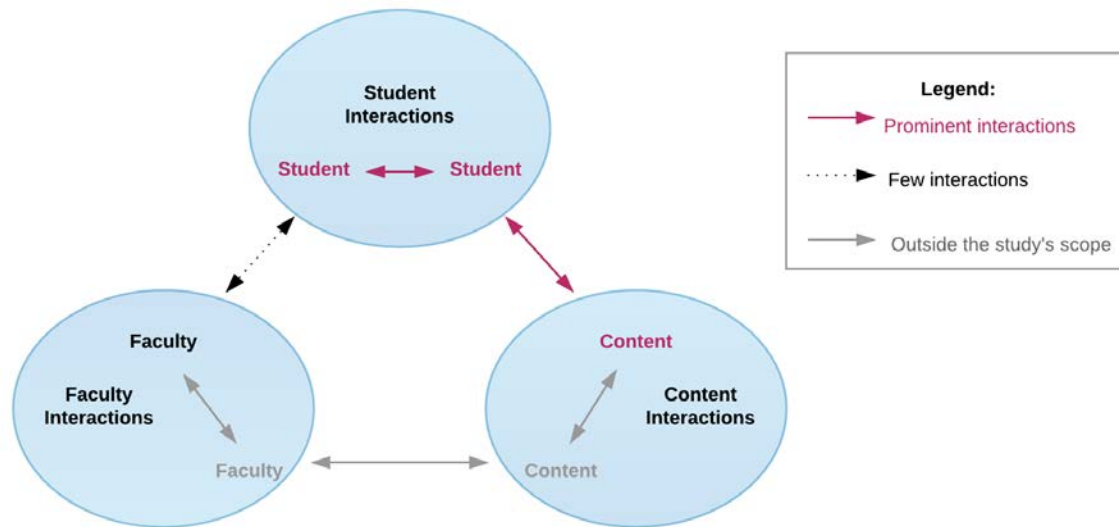 Student
Interactions
Student
Student
Legend:
Prominent interactions
Few interactions
Outside the study's scope
Faculty
Faculty
Interactions
Faculty
Content
Content
Interactions
Content